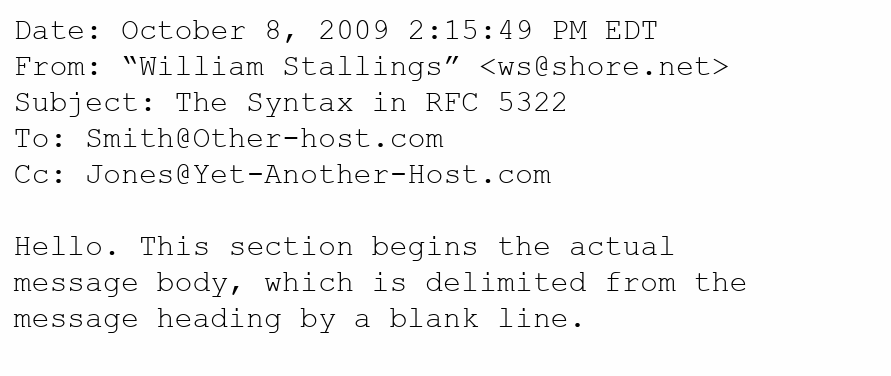 Date: October 8, 2009 2:15:49 PM EDT
From: “William Stallings” <ws@shore.net>
Subject: The Syntax in RFC 5322
To: Smith@Other-host.com
Cc: Jones@Yet-Another-Host.com

Hello. This section begins the actual
message body, which is delimited from the
message heading by a blank line.